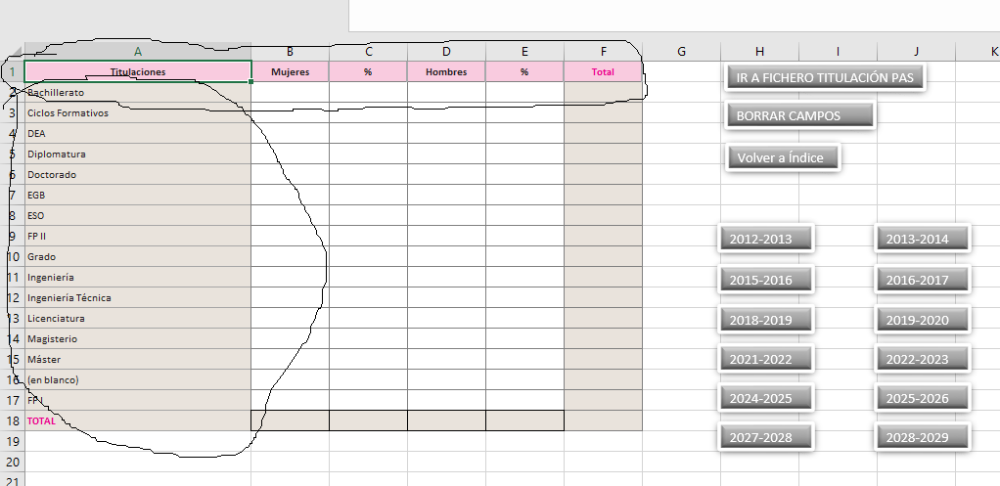 A B C D E F G H I J K
1 Titulaciones Mujeres % Hombres % Total IR A FICHERO TITULACIÓN PAS
2 Bachillerato
3 Ciclos Formativos BORRAR CAMPOS
4 DEA
5 Diplomatura Volver a Índice
6 Doctorado
7 EGB
8 ESO
9 FP II 2012-2013 2013-2014
10 Grado
11 Ingeniería 2015-2016 2016-2017
12 Ingeniería Técnica
13 Licenciatura 2018-2019 2019-2020
14 Magisterio
15 Máster 2021-2022 2022-2023
16 (en blanco)
17 FP I 2024-2025 2025-2026
18 TOTAL
19 2027-2028 2028-2029
20
21